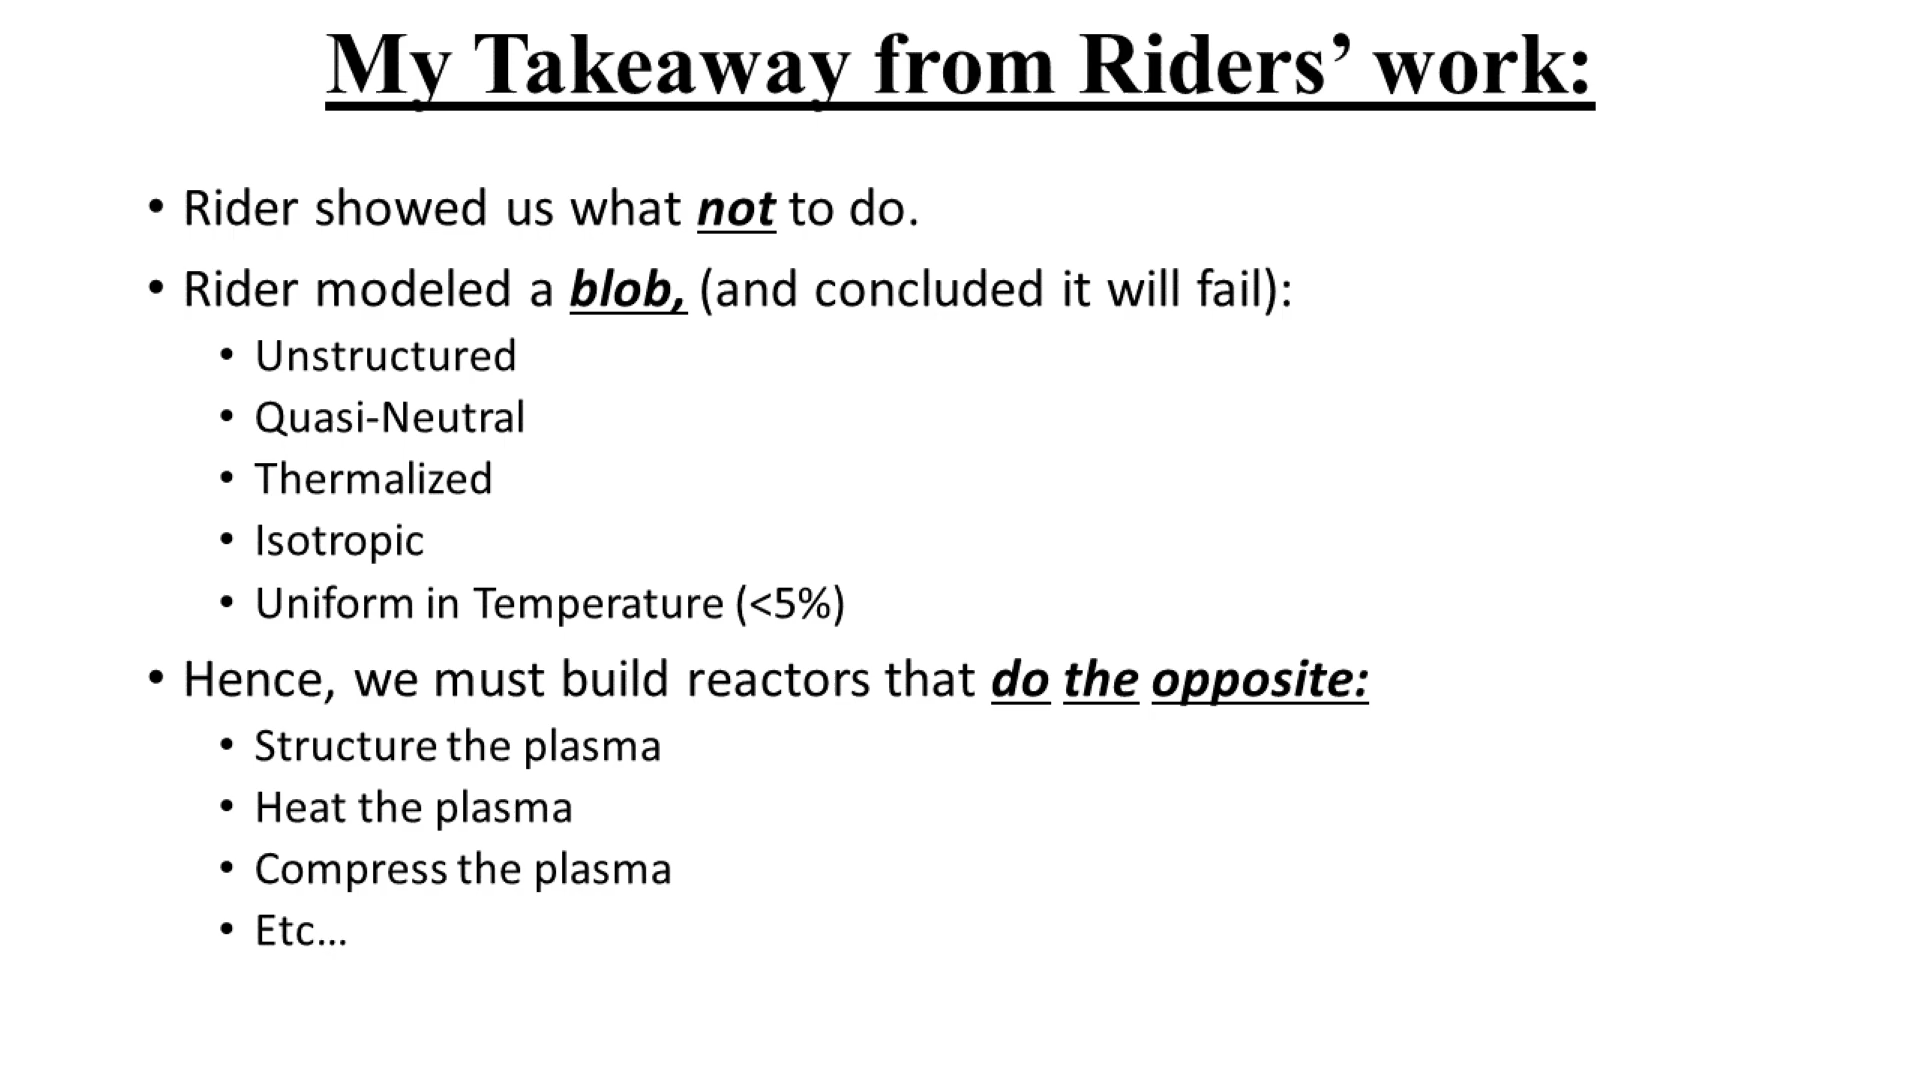 My Takeaway from Riders’ work:
• Rider showed us what not to do.
• Rider modeled a blob, (and concluded it will fail):
• Unstructured
• Quasi-Neutral
• Thermalized
• Isotropic
• Uniform in Temperature (<5%)
• Hence, we must build reactors that do the opposite:
• Structure the plasma
• Heat the plasma
• Compress the plasma
• Etc…